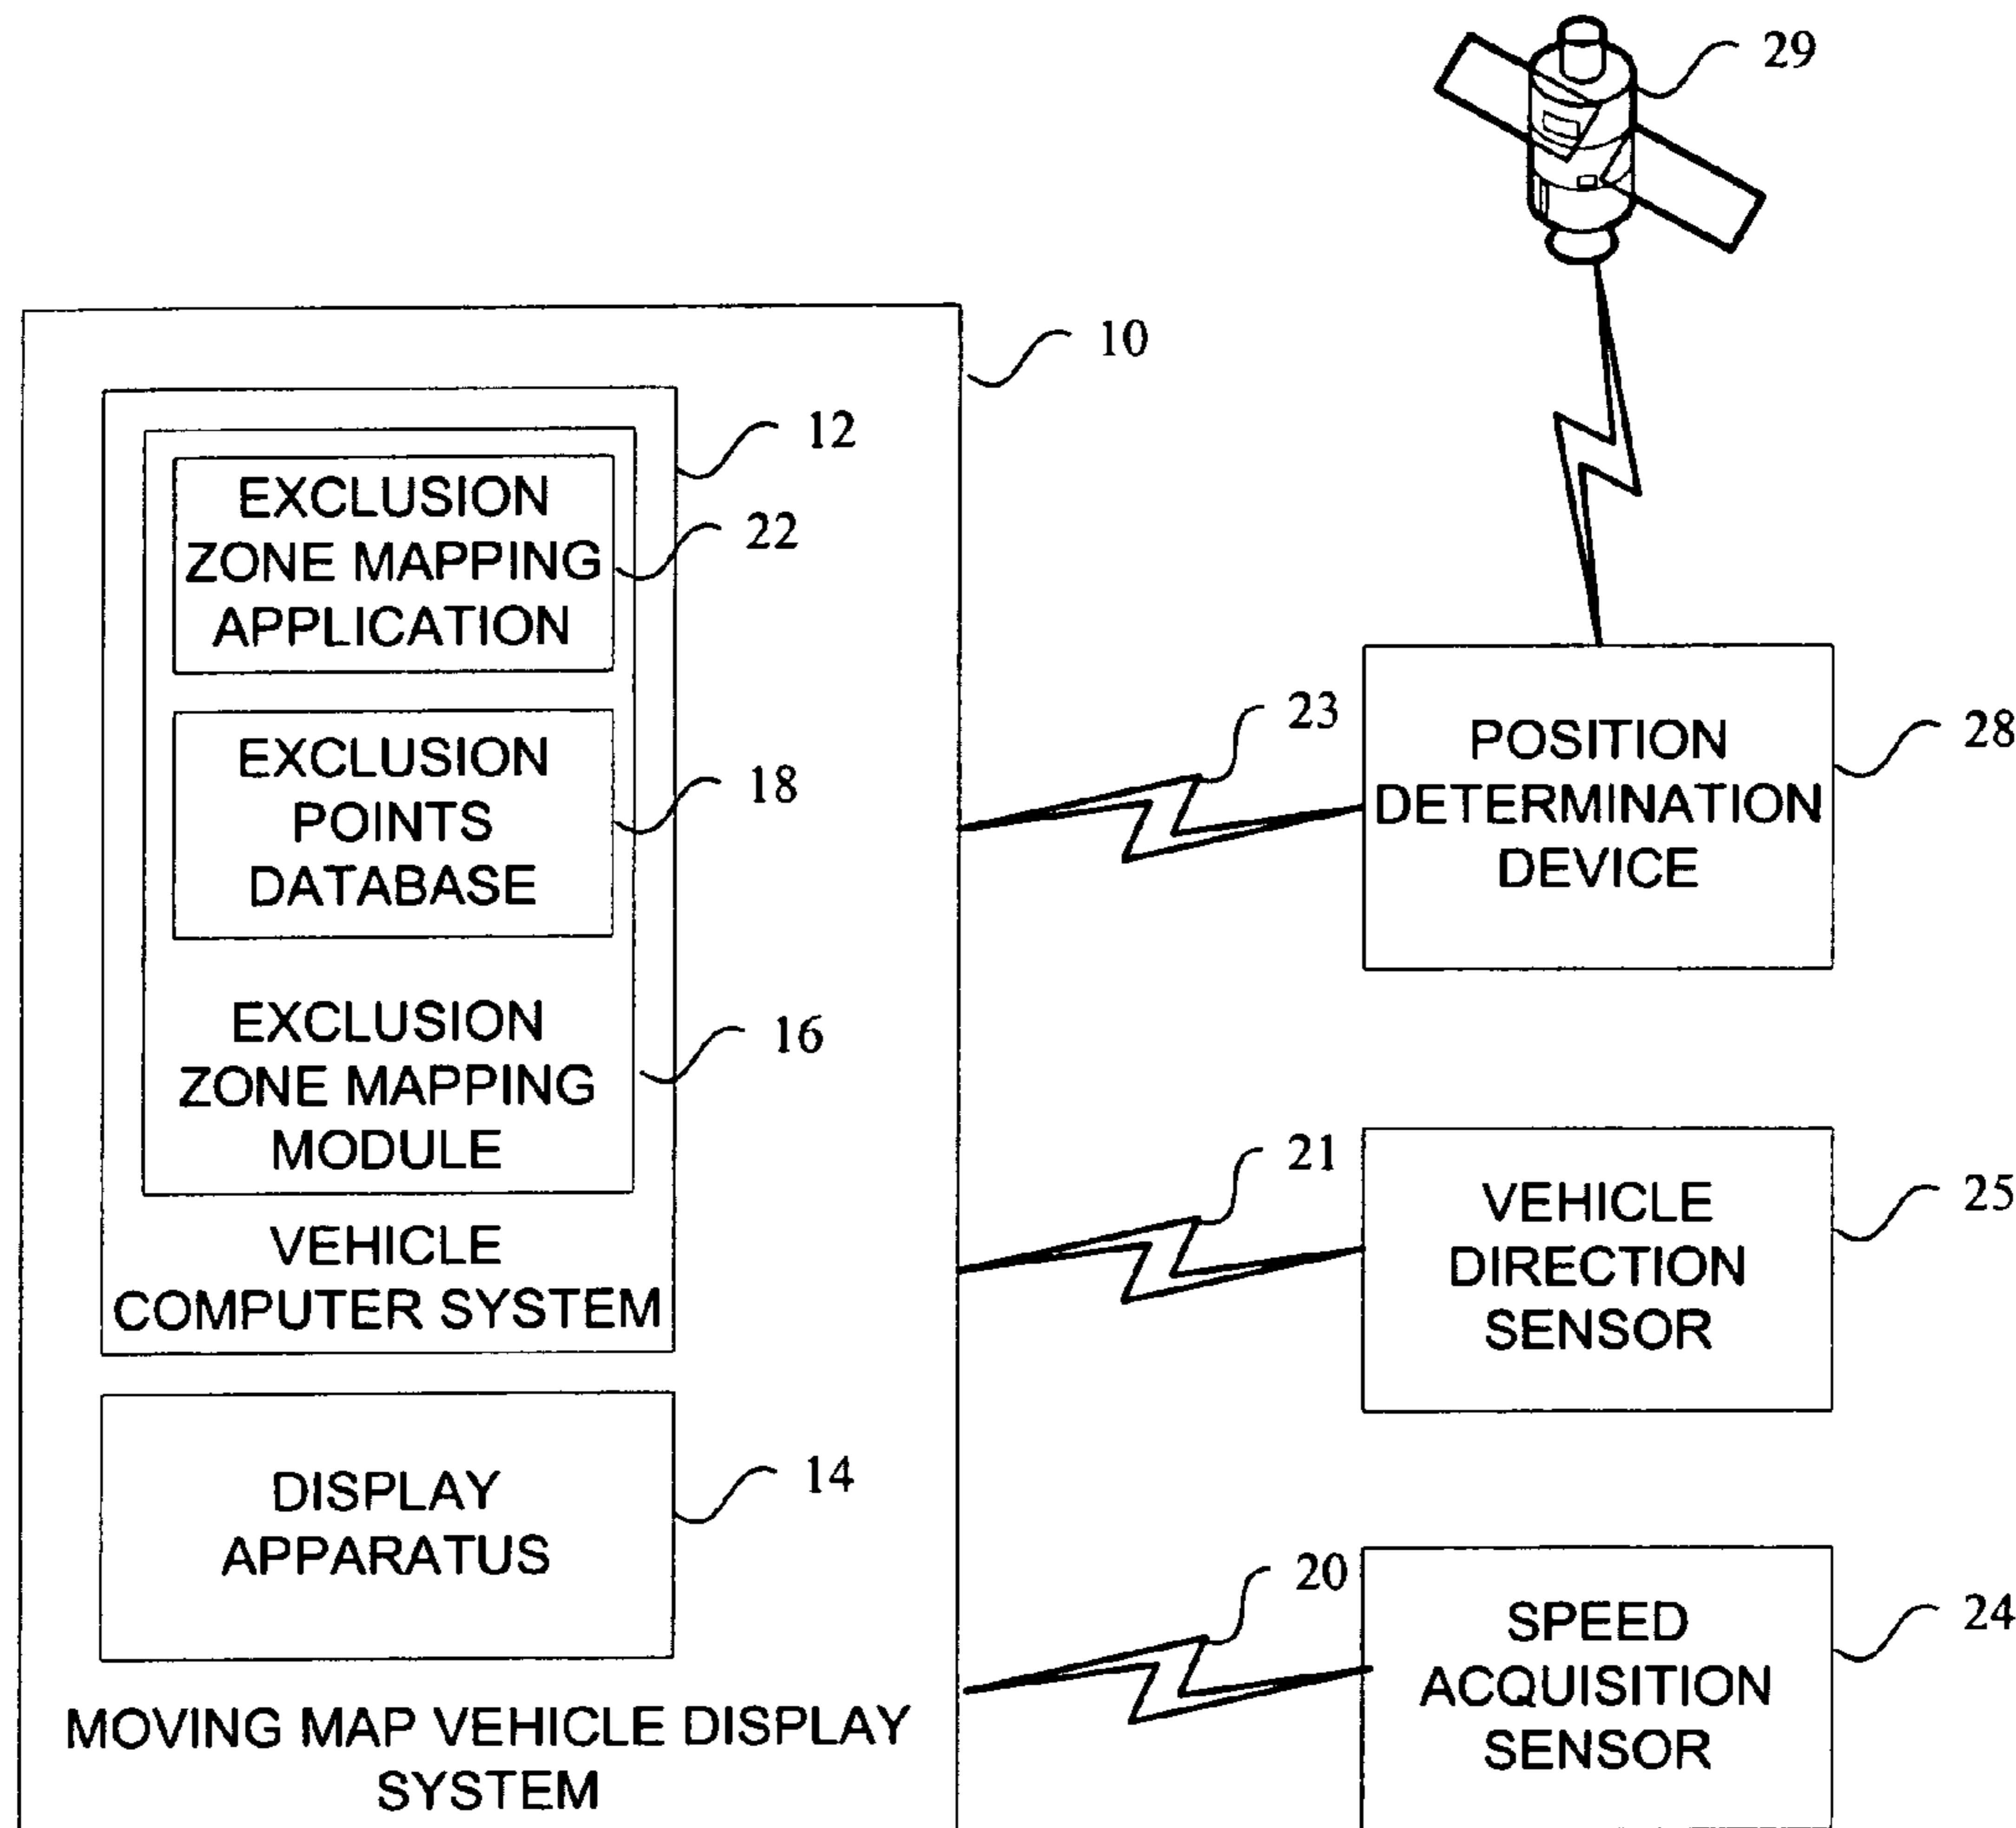 29
10
12
EXCLUSION
ZONE MAPPING
APPLICATION
22
EXCLUSION
POINTS
DATABASE
18
EXCLUSION
ZONE MAPPING
MODULE
16
VEHICLE
COMPUTER SYSTEM
DISPLAY
APPARATUS
14
MOVING MAP VEHICLE DISPLAY
SYSTEM
23
POSITION
DETERMINATION
DEVICE
28
21
VEHICLE
DIRECTION
SENSOR
25
20
SPEED
ACQUISITION
SENSOR
24